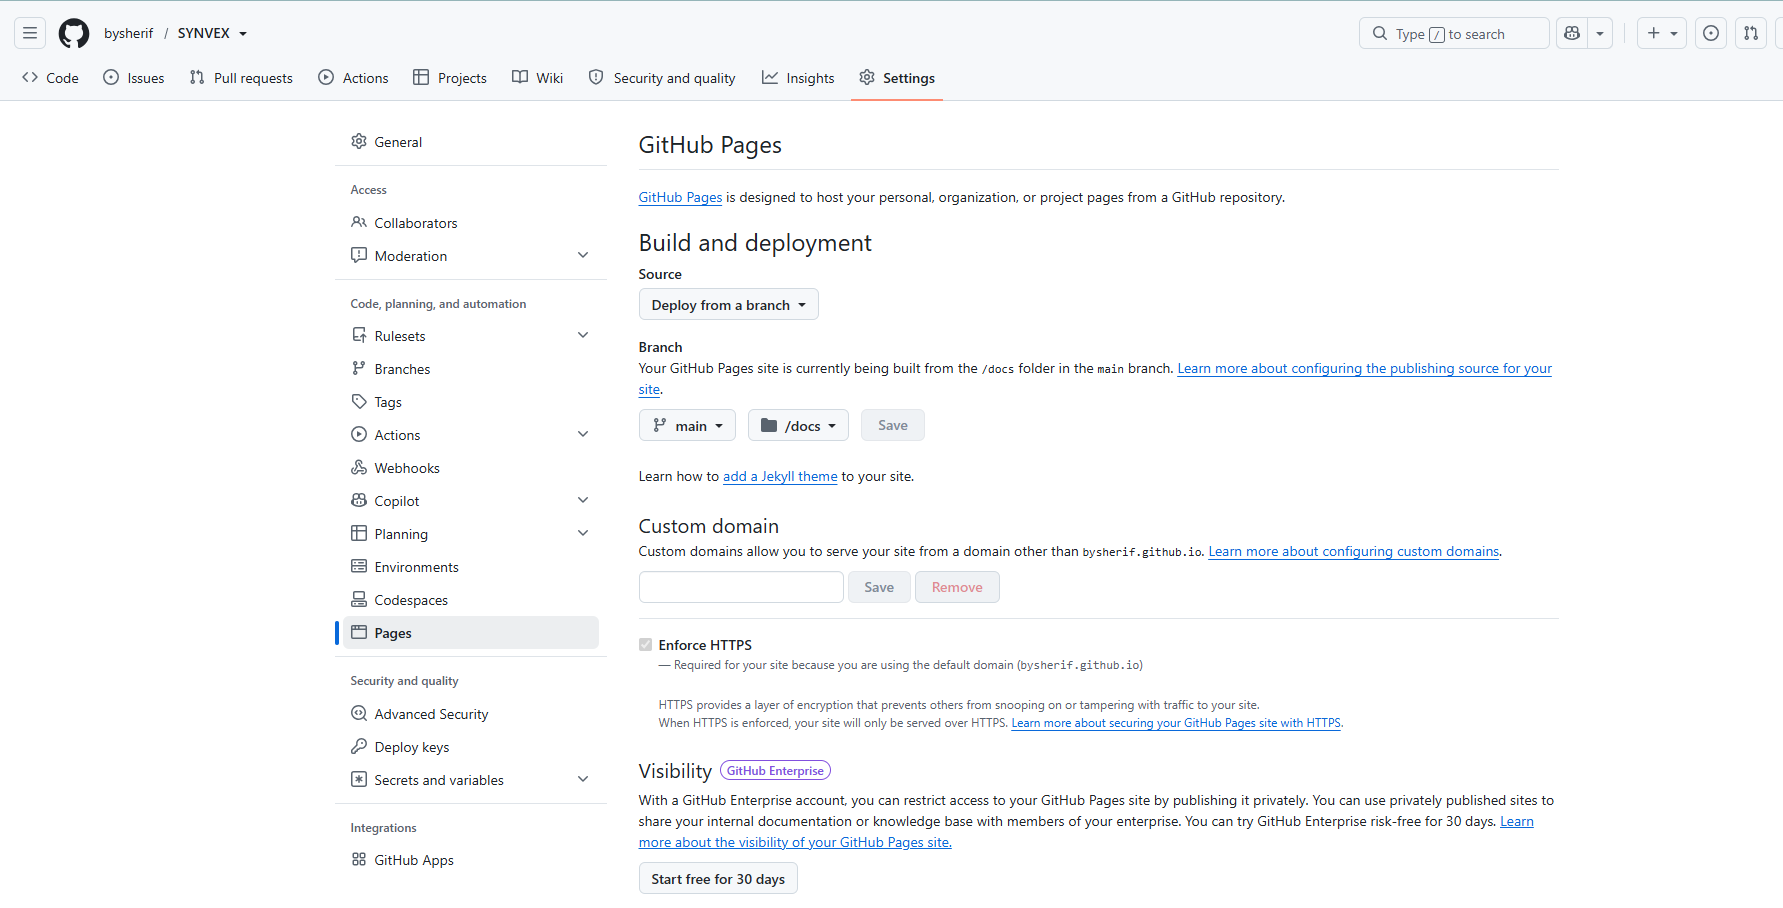 bysherif / SYNVEX
Type / to search
Code
Issues
Pull requests
Actions
Projects
Wiki
Security and quality
Insights
Settings
General
Access
Collaborators
Moderation
Code, planning, and automation
Rulesets
Branches
Tags
Actions
Webhooks
Copilot
Planning
Environments
Codespaces
Pages
Security and quality
Advanced Security
Deploy keys
Secrets and variables
Integrations
GitHub Apps
GitHub Pages
GitHub Pages is designed to host your personal, organization, or project pages from a GitHub repository.
Build and deployment
Source
Deploy from a branch
Branch
Your GitHub Pages site is currently being built from the /docs folder in the main branch. Learn more about configuring the publishing source for your
site.
main
/docs
Save
Learn how to add a Jekyll theme to your site.
Custom domain
Custom domains allow you to serve your site from a domain other than bysherif.github.io. Learn more about configuring custom domains.
Save
Remove
Enforce HTTPS
— Required for your site because you are using the default domain (bysherif.github.io)
HTTPS provides a layer of encryption that prevents others from snooping on or tampering with traffic to your site.
When HTTPS is enforced, your site will only be served over HTTPS. Learn more about securing your GitHub Pages site with HTTPS.
Visibility GitHub Enterprise
With a GitHub Enterprise account, you can restrict access to your GitHub Pages site by publishing it privately. You can use privately published sites to
share your internal documentation or knowledge base with members of your enterprise. You can try GitHub Enterprise risk-free for 30 days. Learn
more about the visibility of your GitHub Pages site.
Start free for 30 days